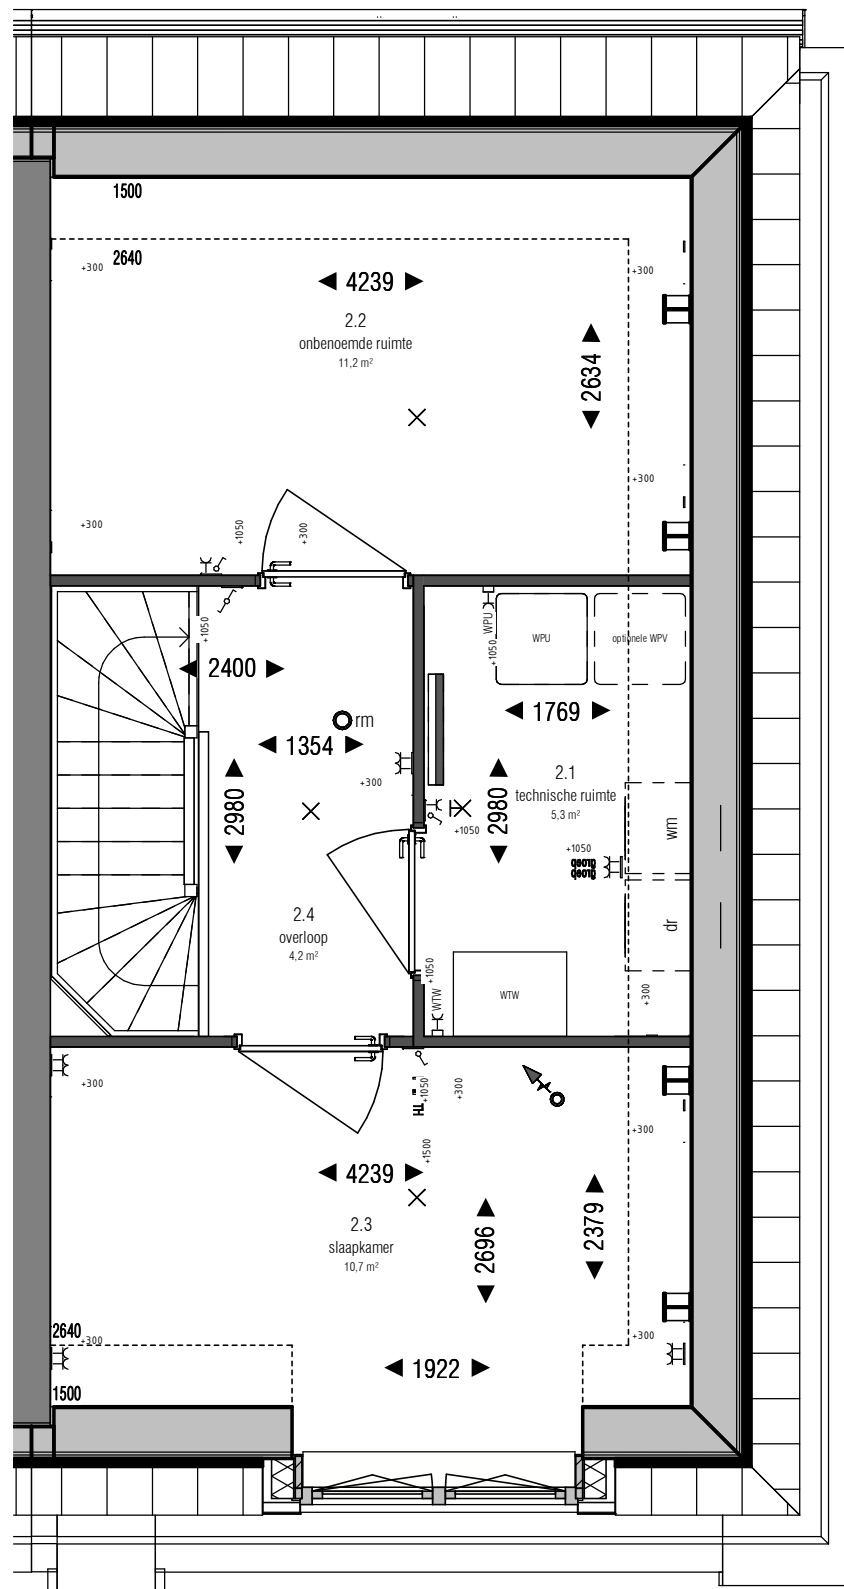 1500
2640
+300
4239
+300
2.2
onbenoemde ruimte
11,2 m²
2634
+300
+300
+1050
+300
+1050
WPU
+1050
WPU
optionele WPV
2400
1769
rm
1354
+300
2980
2980
2.1
technische ruimte
5,3 m²
wm
+1050
+1050
groep
groep
2.4
overloop
4,2 m²
dr
+1050
WTW
WTW
+300
+300
+1050
+300
TH
+300
+1500
4239
2.3
slaapkamer
10,7 m²
2696
2379
2640
+300
+300
1922
1500